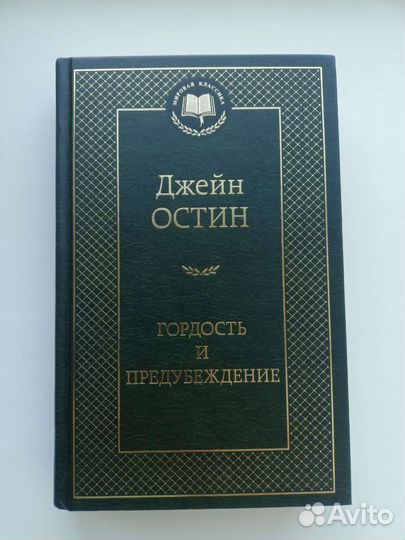 МИРОВАЯ КЛАССИКА
Джейн
ОСТИН
ГОРДОСТЬ
И
ПРЕДУБЕЖДЕНИЕ
Avito